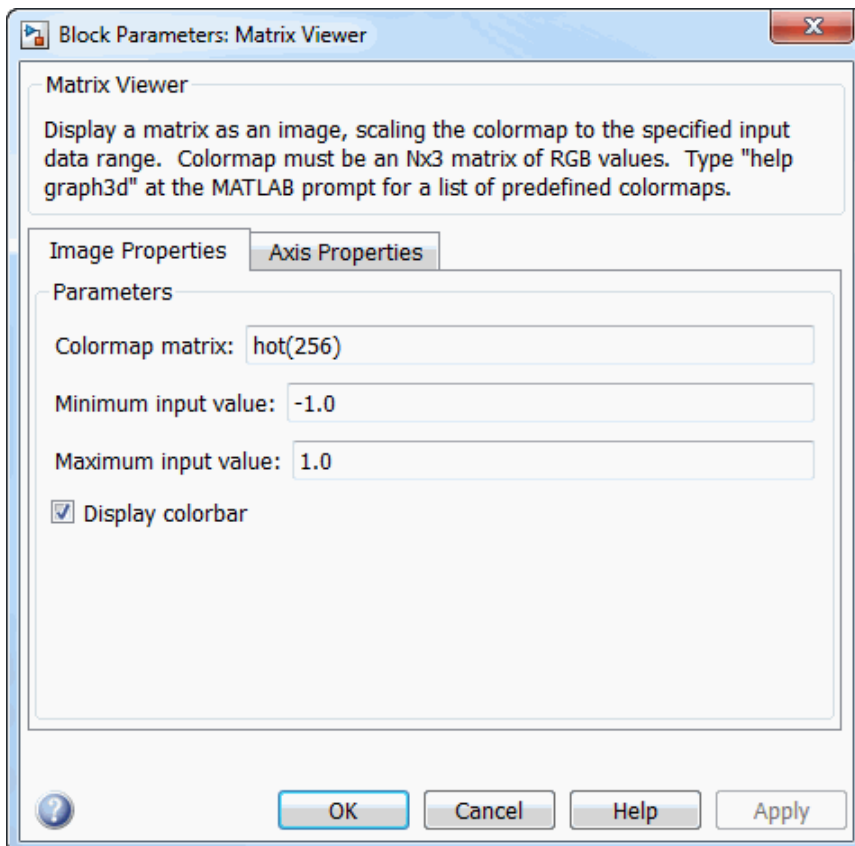 Block Parameters: Matrix Viewer
Matrix Viewer
Display a matrix as an image, scaling the colormap to the specified input
data range. Colormap must be an Nx3 matrix of RGB values. Type "help
graph3d" at the MATLAB prompt for a list of predefined colormaps.
Image Properties Axis Properties
Parameters
Colormap matrix: hot(256)
Minimum input value: -1.0
Maximum input value: 1.0
Display colorbar
OK Cancel Help Apply